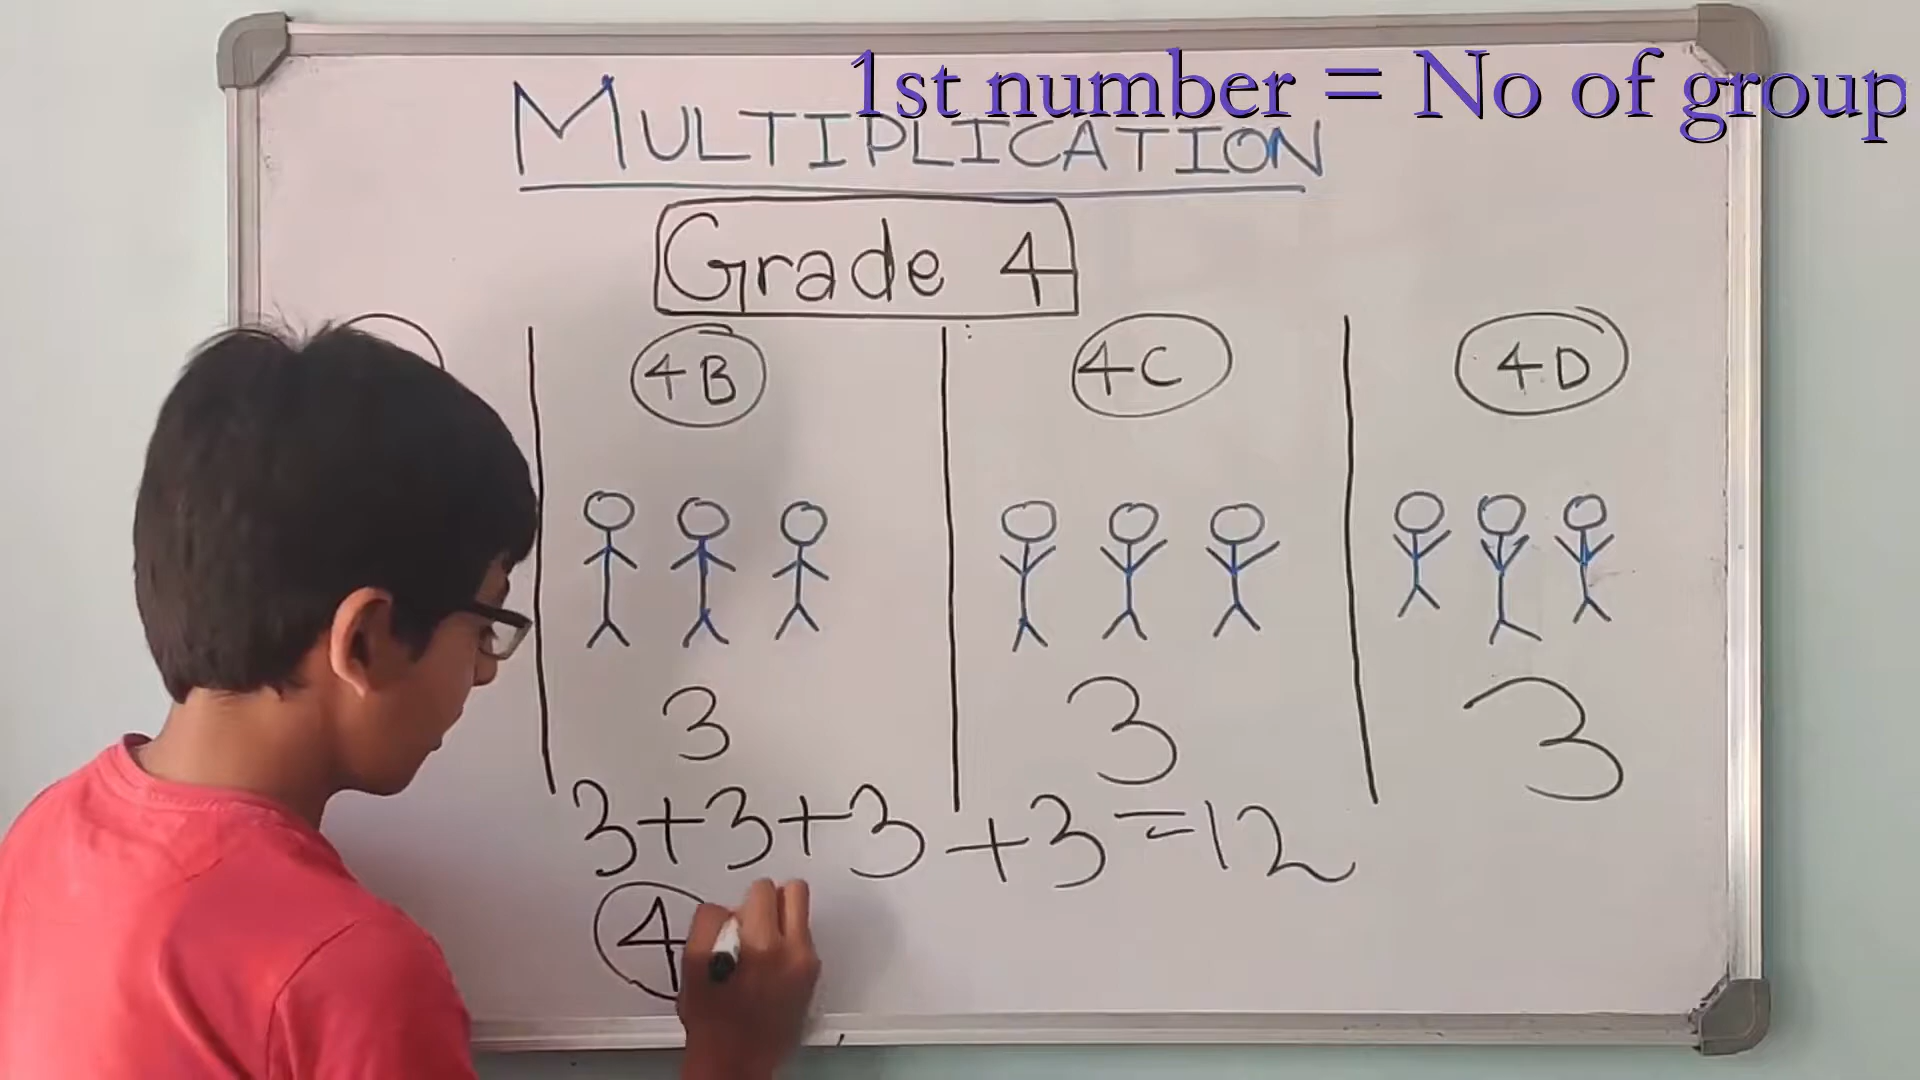 1st number = No of group
MULTIPLICATION
Grade 4
4B 4C 4D
3 3 3
3+3+3+3=12
4